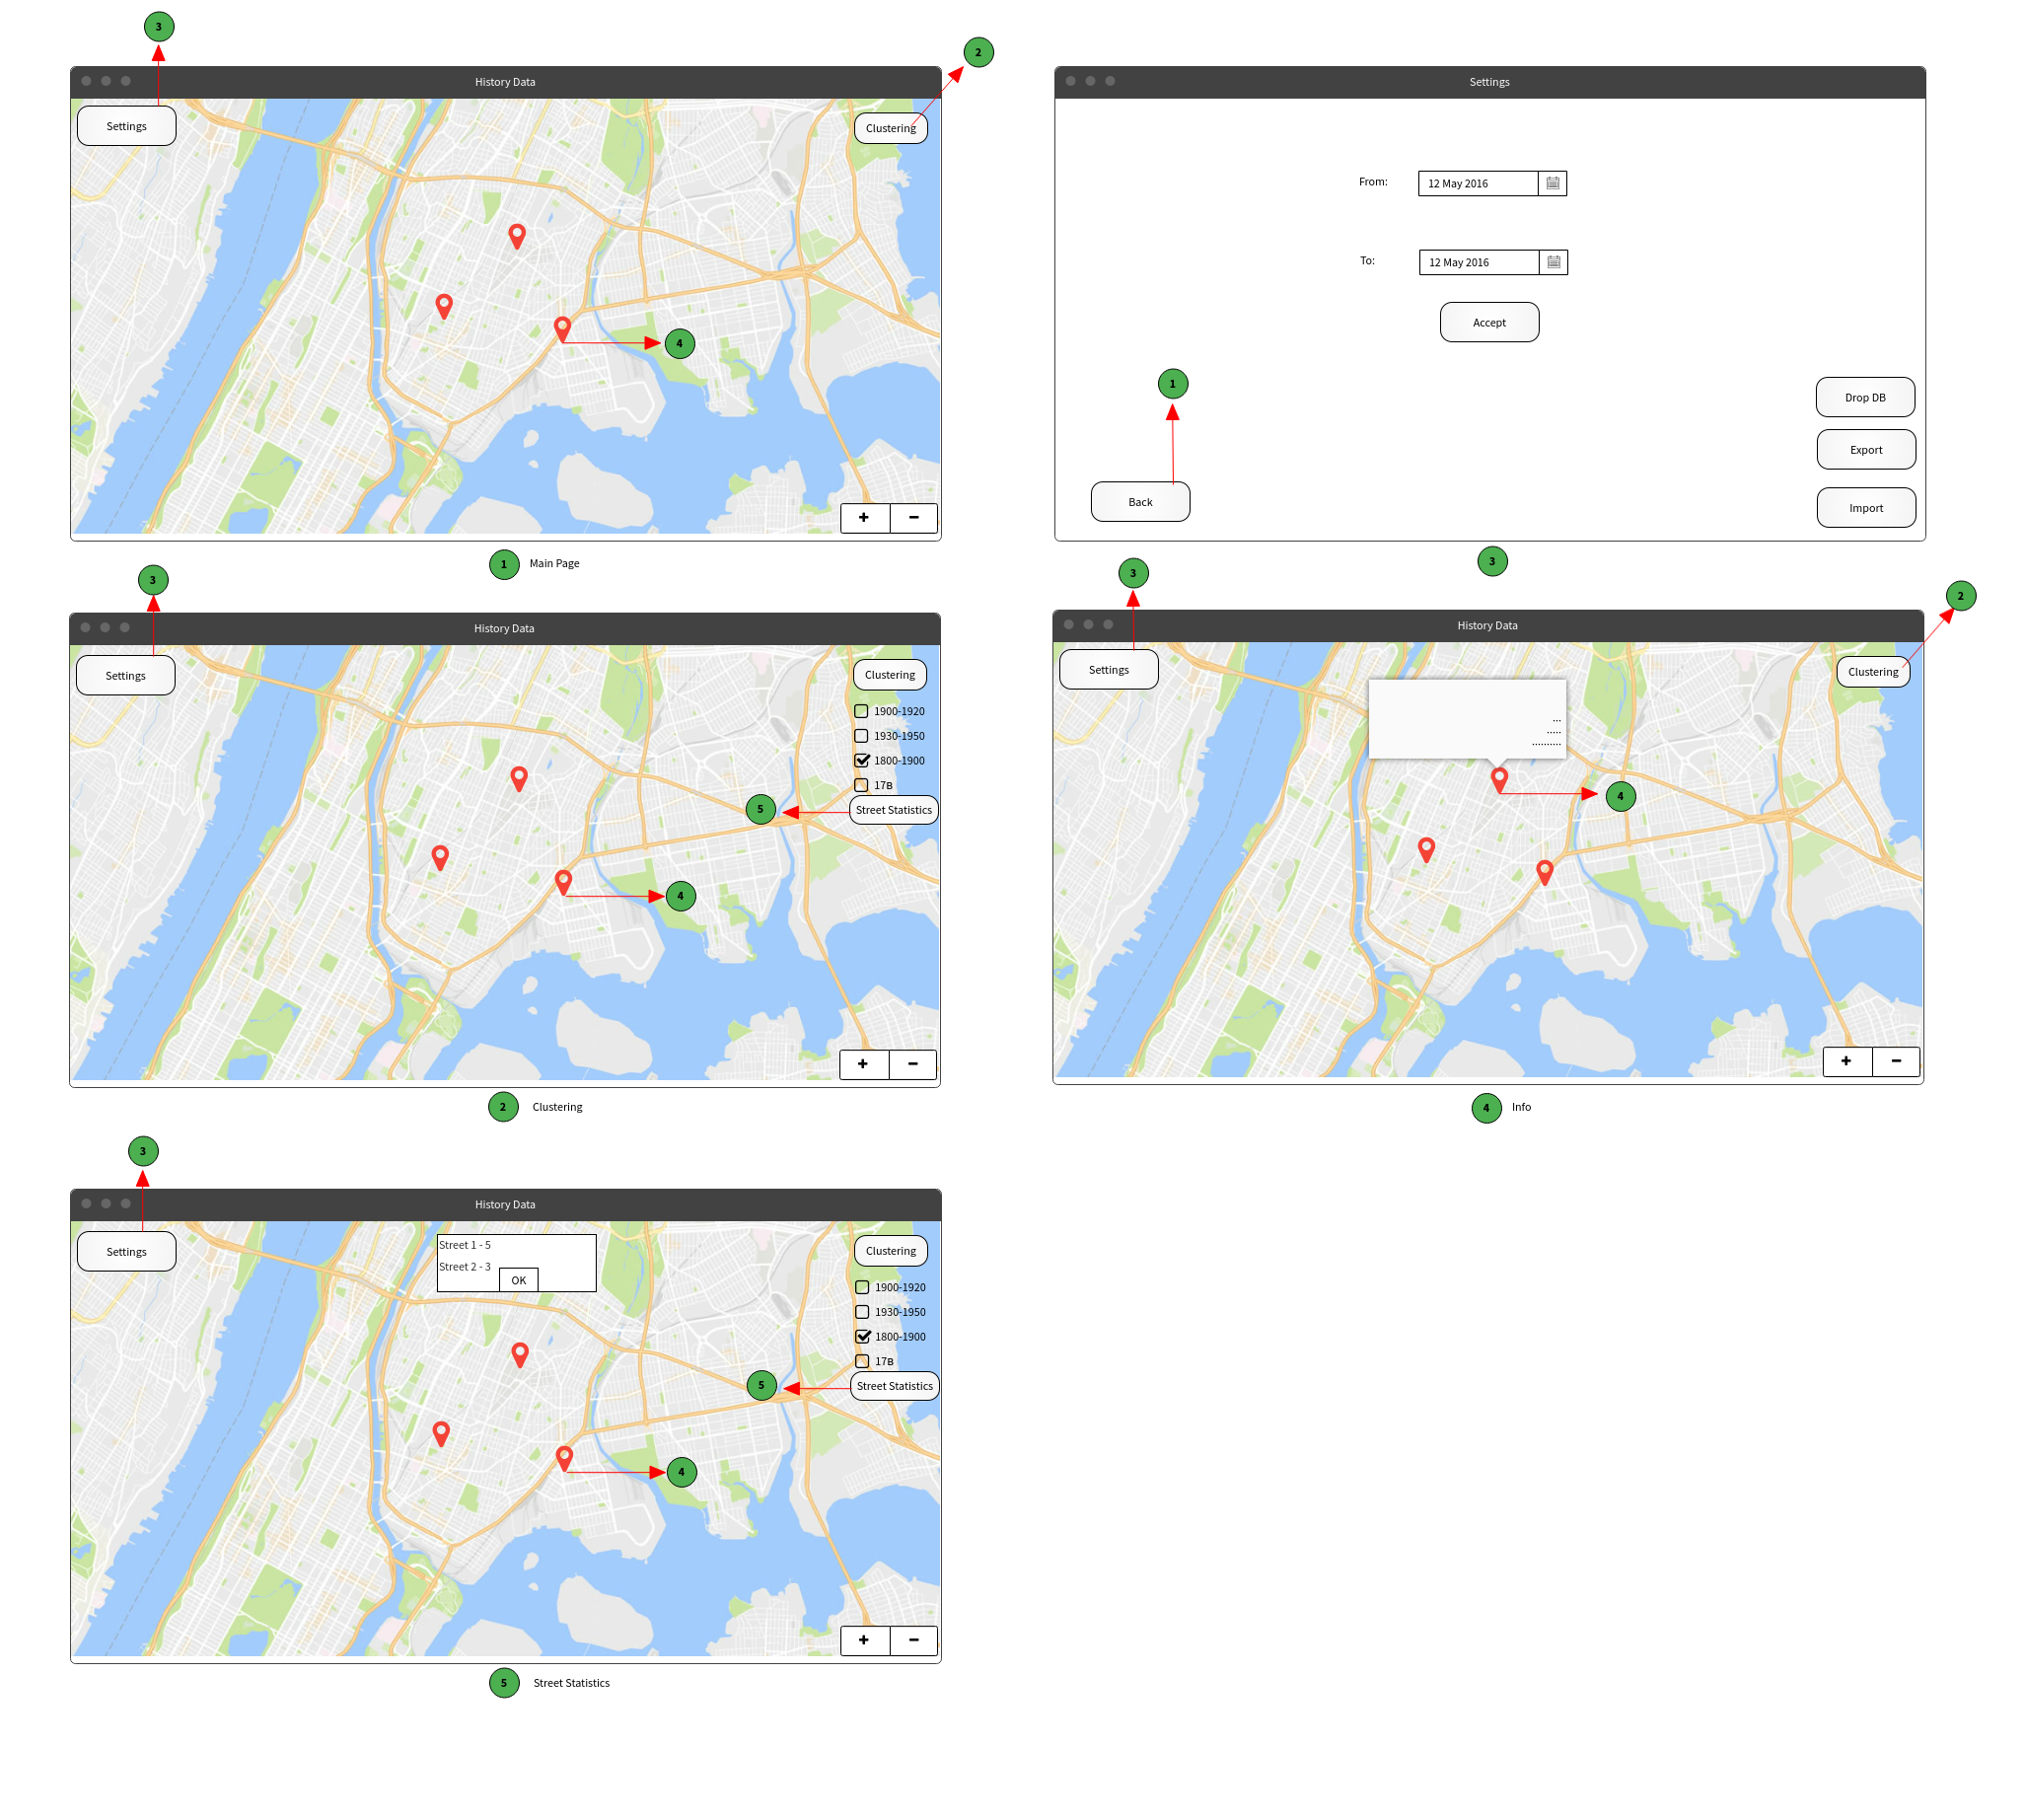 3
2
History Data
Settings
Clustering
4
+ −
1 Main Page
Settings
From: 12 May 2016
To: 12 May 2016
Accept
1
Drop DB
Export
Back
Import
3
3
History Data
Settings
Clustering
1900-1920
1930-1950
1800-1900
17в
5
Street Statistics
4
+ −
2 Clustering
3
2
History Data
Settings
Clustering
...
.....
..........
4
+ −
4 Info
3
History Data
Settings
Street 1 - 5
Street 2 - 3
OK
Clustering
1900-1920
1930-1950
1800-1900
17в
5
Street Statistics
4
+ −
5 Street Statistics